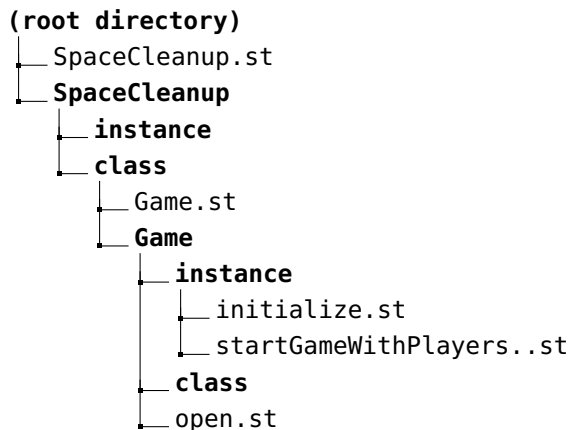 (root directory)
SpaceCleanup.st
SpaceCleanup
instance
class
Game.st
Game
instance
initialize.st
startGameWithPlayers..st
class
open.st